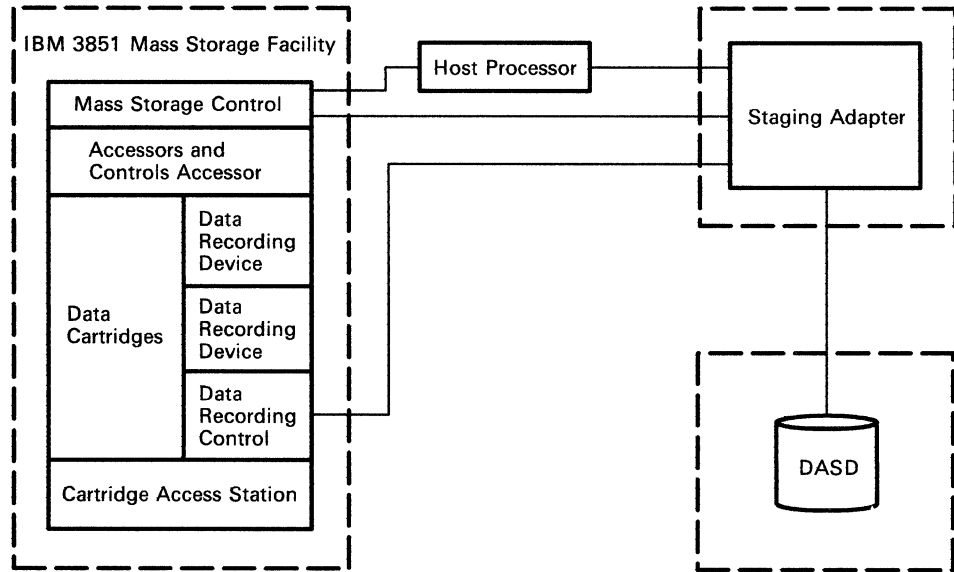 IBM 3851 Mass Storage Facility
Mass Storage Control
Accessors and
Controls Accessor
Data
Cartridges
Data
Recording
Device
Data
Recording
Device
Data
Recording
Control
Cartridge Access Station
Host Processor
Staging Adapter
DASD